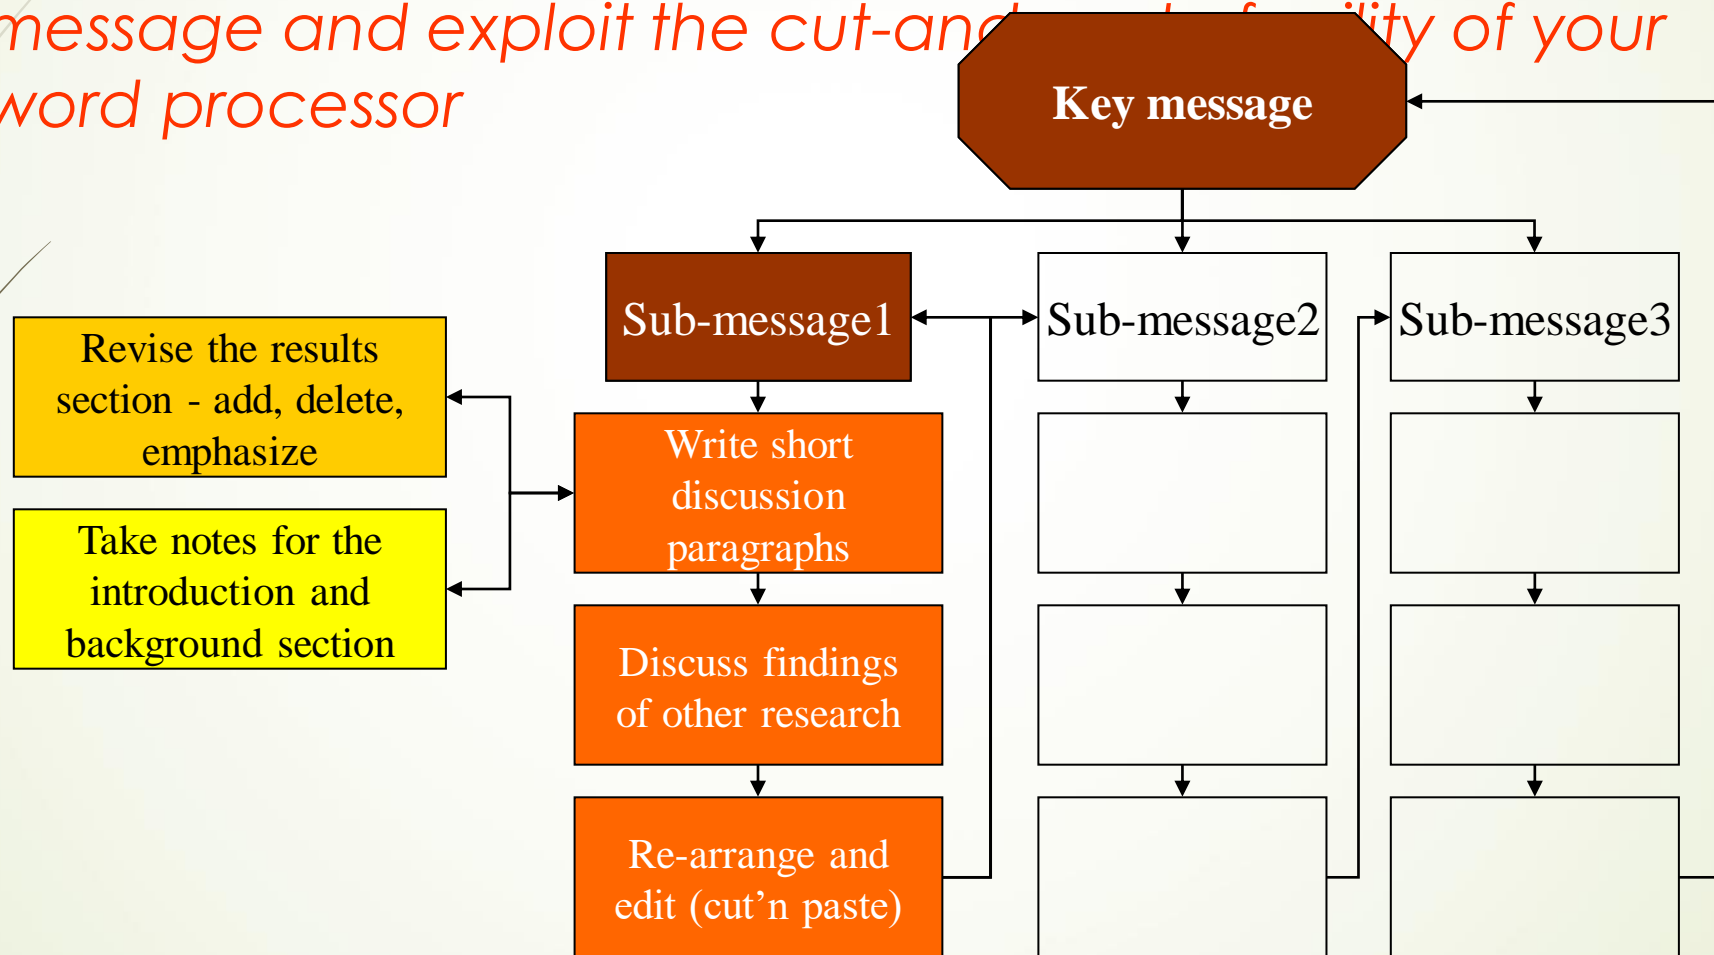 message and exploit the cut-and of your
word processor
Key message
Sub-message1
Sub-message2
Sub-message3
Revise the results
section - add, delete,
emphasize
Take notes for the
introduction and
background section
Write short
discussion
paragraphs
Discuss findings
of other research
Re-arrange and
edit (cut’n paste)